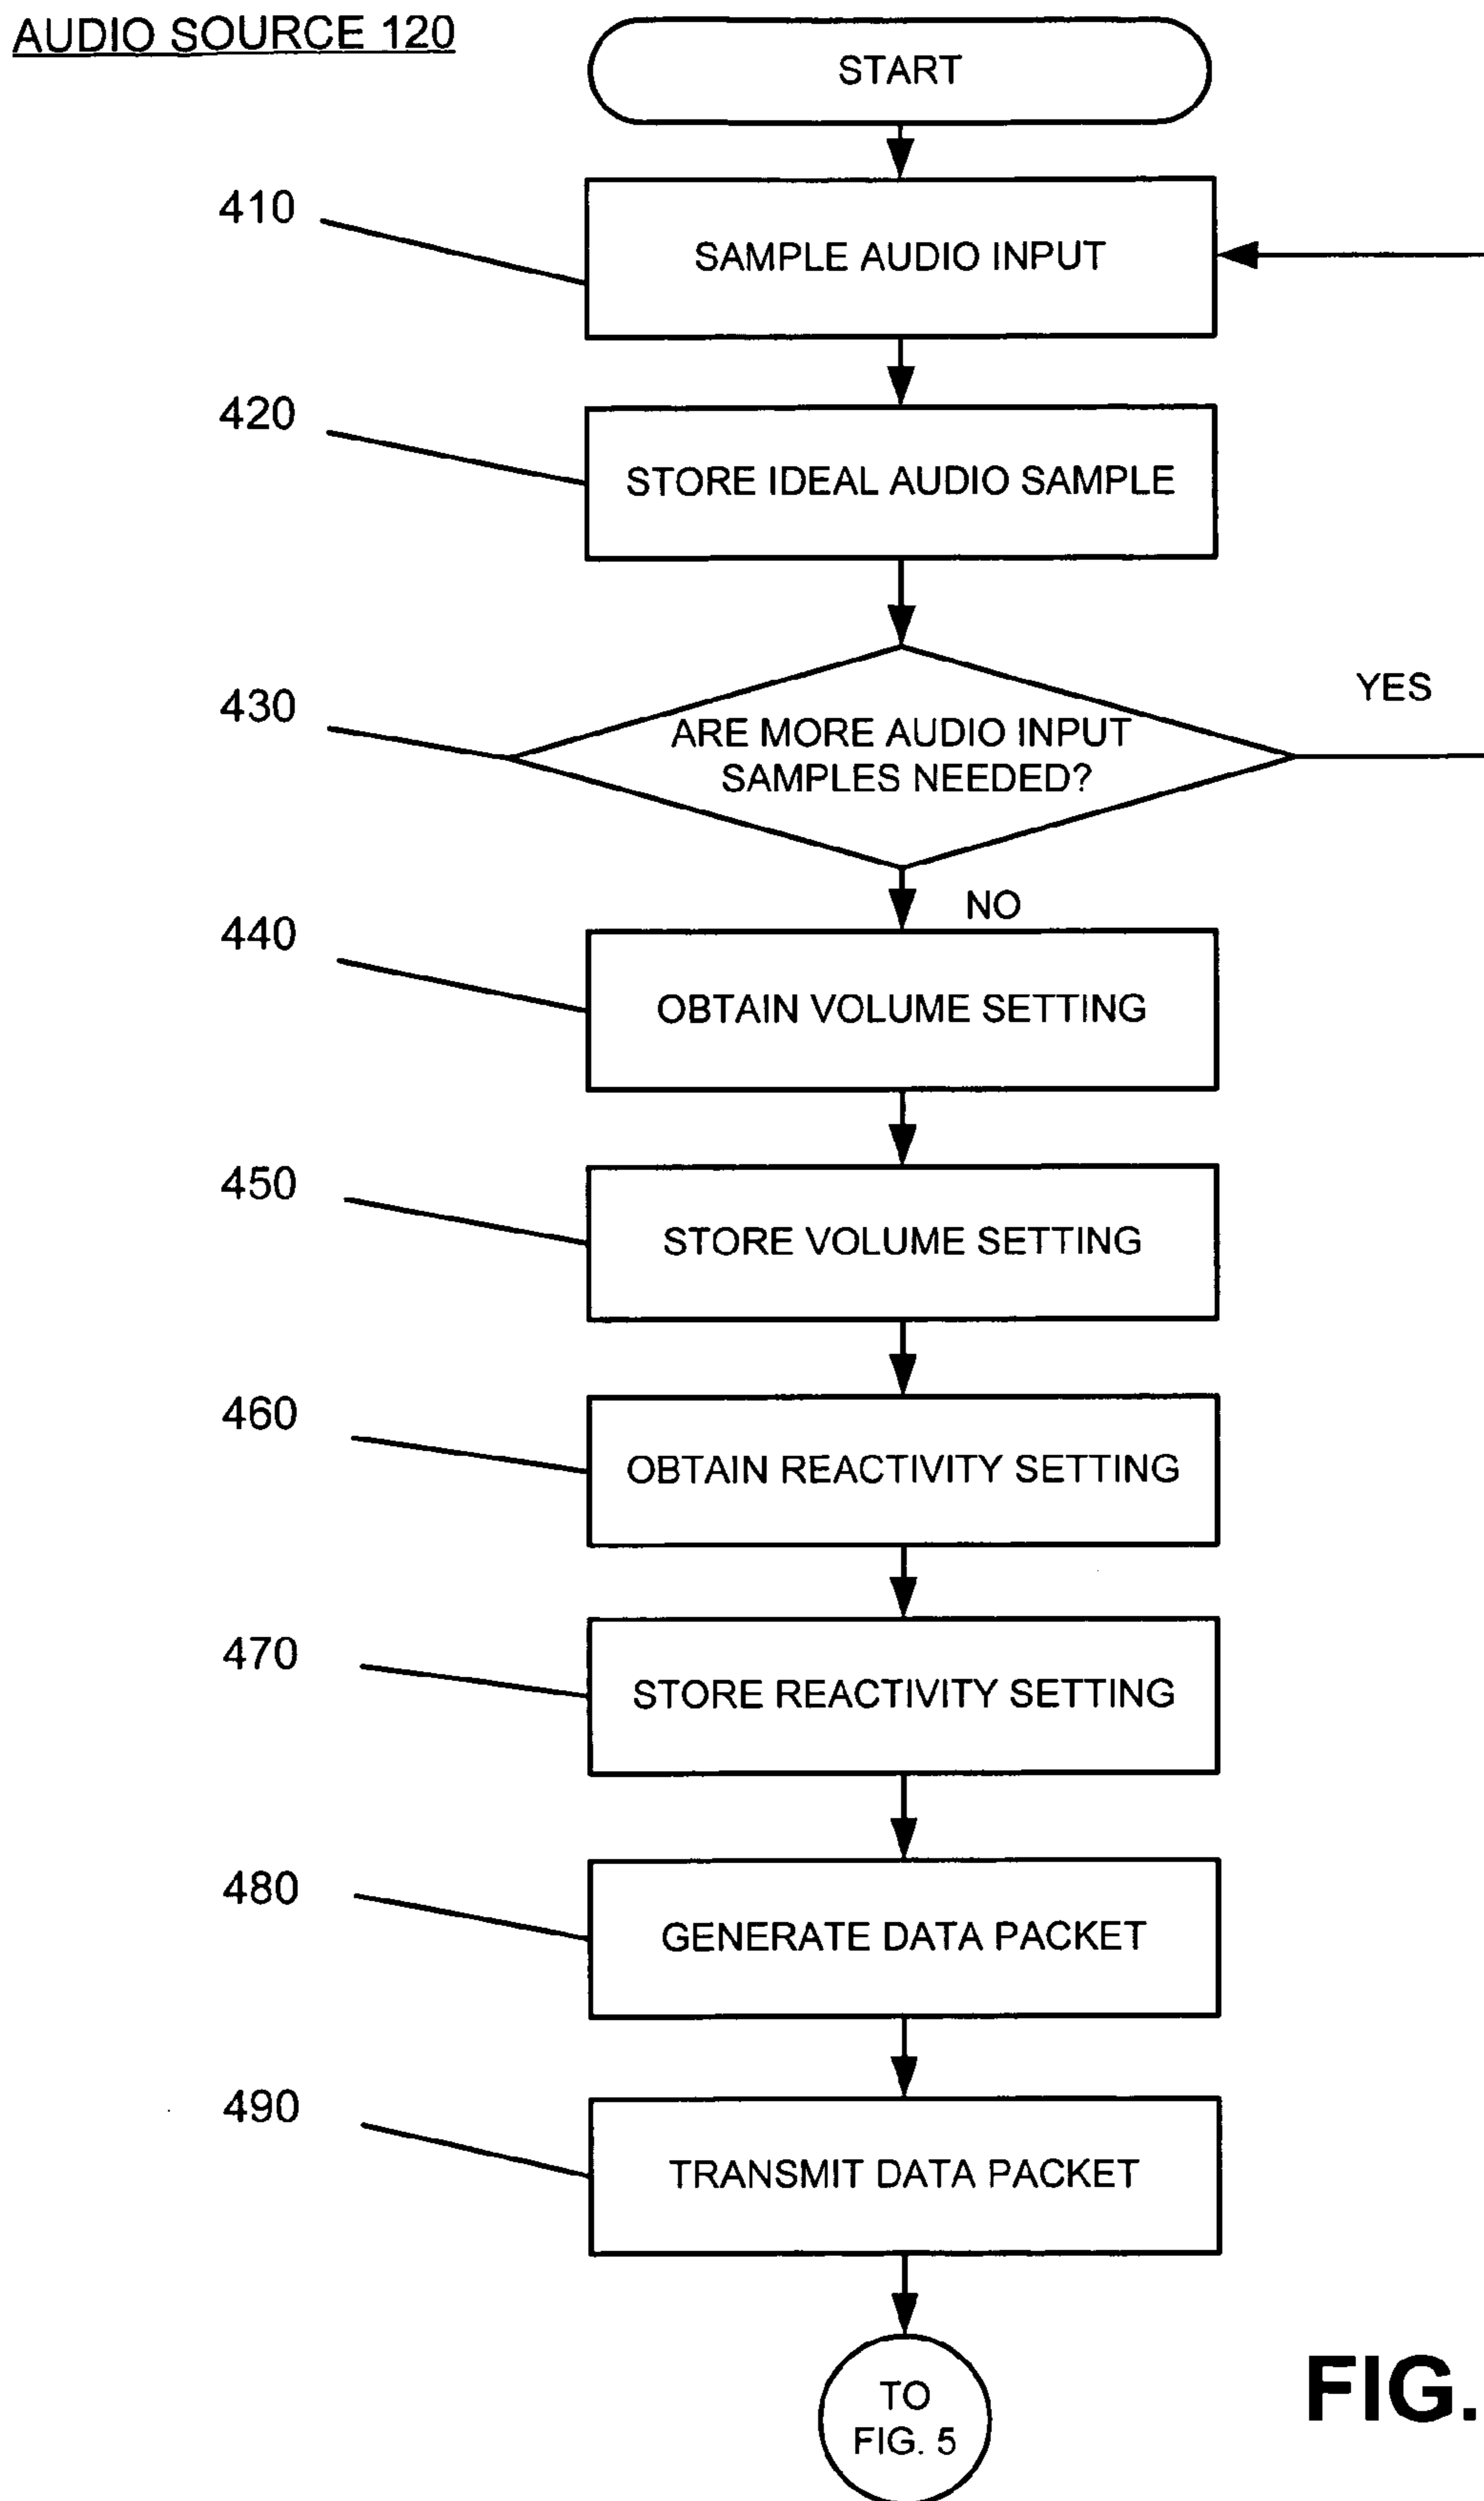 AUDIO SOURCE 120
START
410
SAMPLE AUDIO INPUT
420
STORE IDEAL AUDIO SAMPLE
430
ARE MORE AUDIO INPUT
SAMPLES NEEDED?
YES
NO
440
OBTAIN VOLUME SETTING
450
STORE VOLUME SETTING
460
OBTAIN REACTIVITY SETTING
470
STORE REACTIVITY SETTING
480
GENERATE DATA PACKET
490
TRANSMIT DATA PACKET
TO
FIG. 5
FIG.